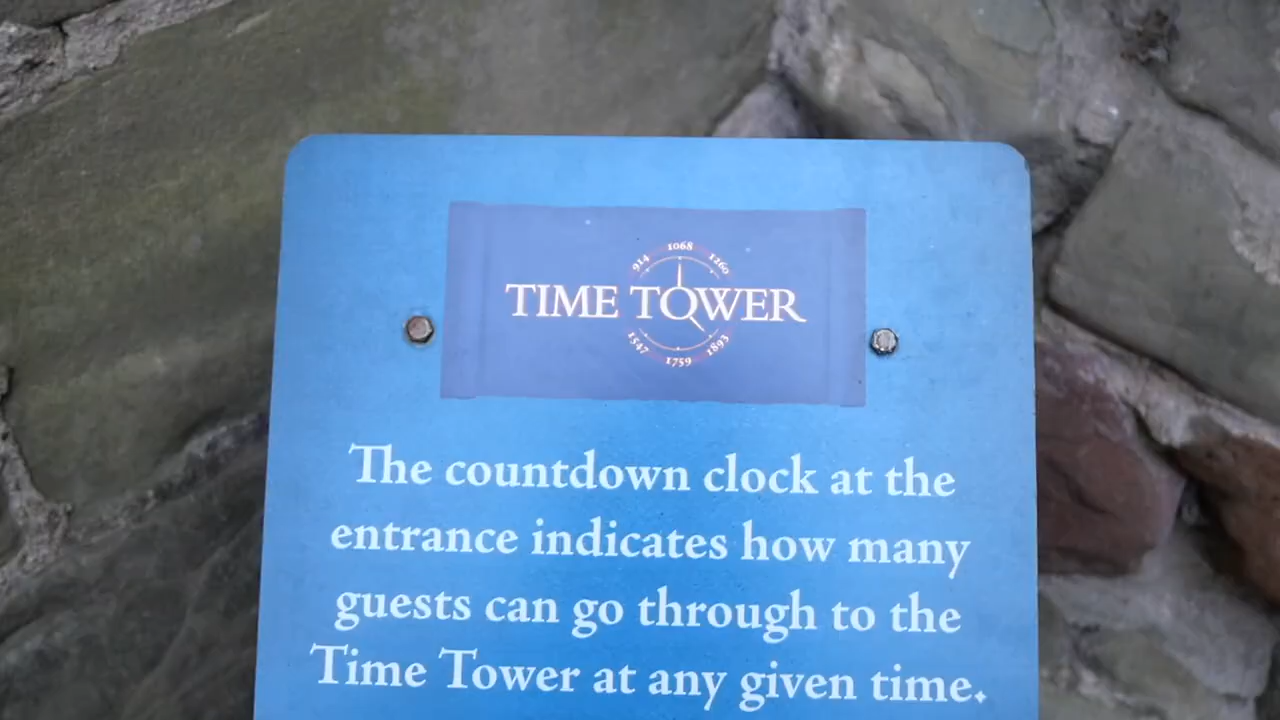 914 1068 1260
TIME TOWER
1547 1759 1893
The countdown clock at the
entrance indicates how many
guests can go through to the
Time Tower at any given time.